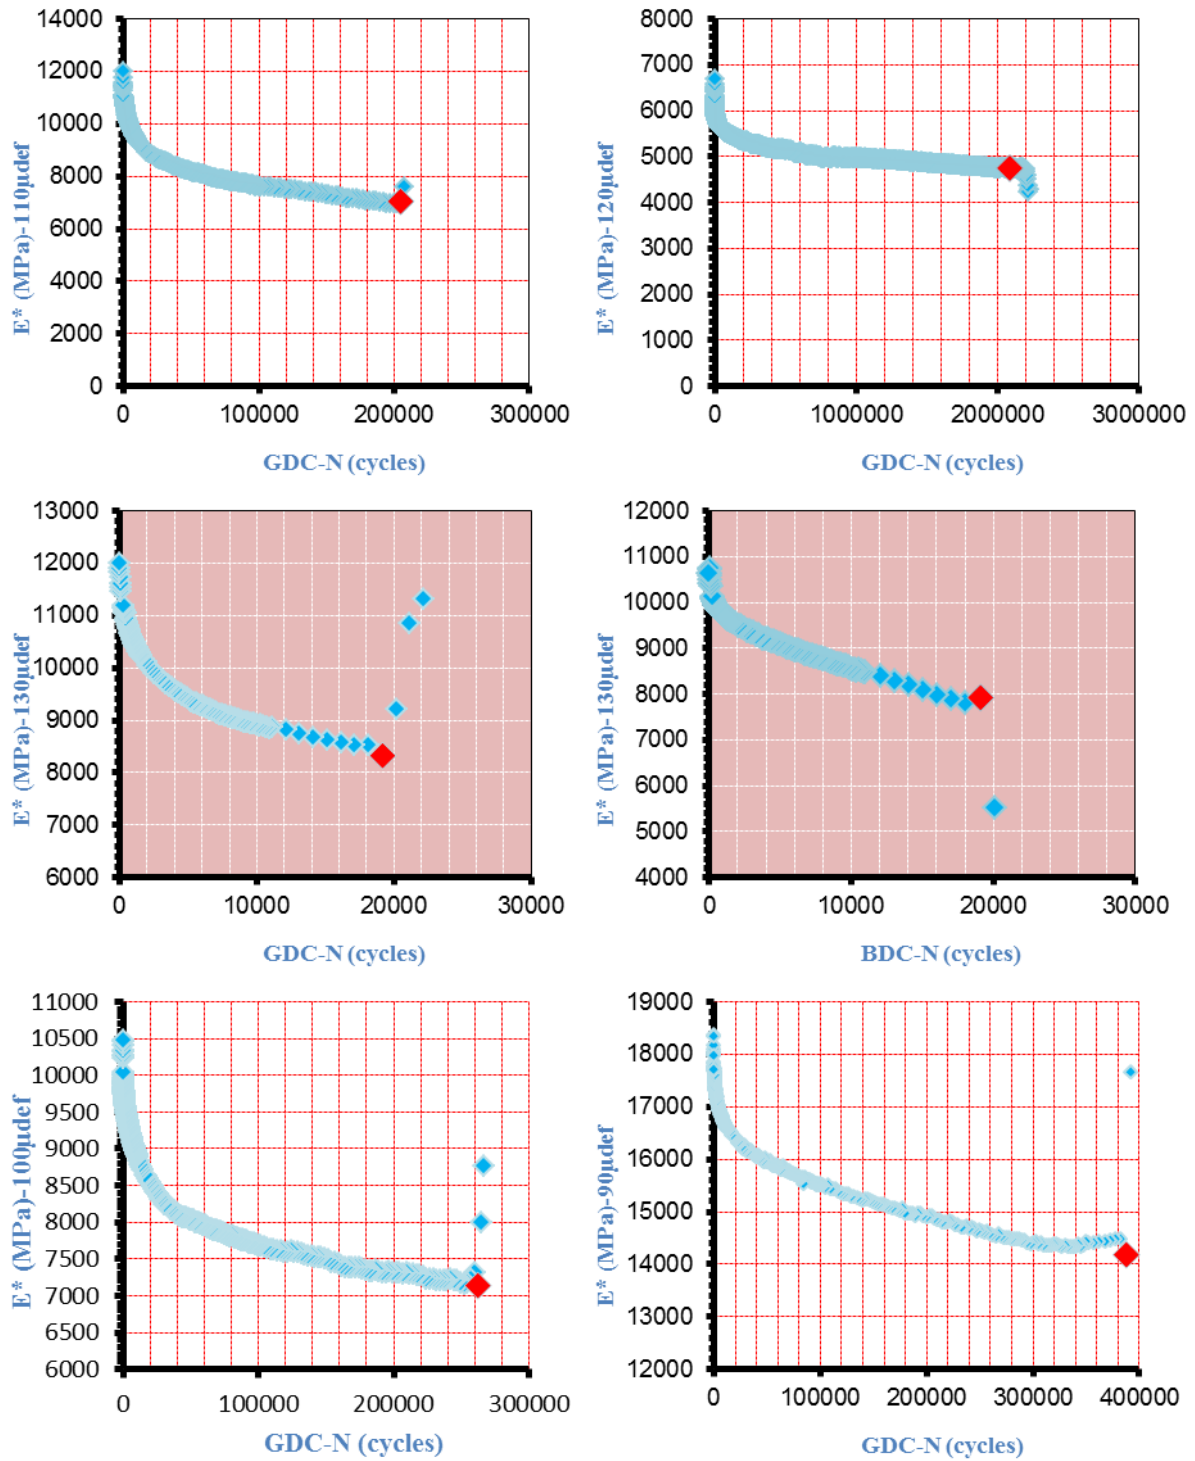 14000
12000
10000
8000
6000
4000
2000
0
E* (MPa)-110µdef
0 100000 200000 300000
GDC-N (cycles)
8000
7000
6000
5000
4000
3000
2000
1000
0
E* (MPa)-120µdef
0 1000000 2000000 3000000
GDC-N (cycles)
13000
12000
11000
10000
9000
8000
7000
6000
E* (MPa)-130µdef
0 10000 20000 30000
GDC-N (cycles)
12000
11000
10000
9000
8000
7000
6000
5000
4000
E* (MPa)-130µdef
0 10000 20000 30000
BDC-N (cycles)
11000
10500
10000
9500
9000
8500
8000
7500
7000
6500
6000
E* (MPa)-100µdef
0 100000 200000 300000
GDC-N (cycles)
19000
18000
17000
16000
15000
14000
13000
12000
E* (MPa)-90µdef
0 100000 200000 300000 400000
GDC-N (cycles)